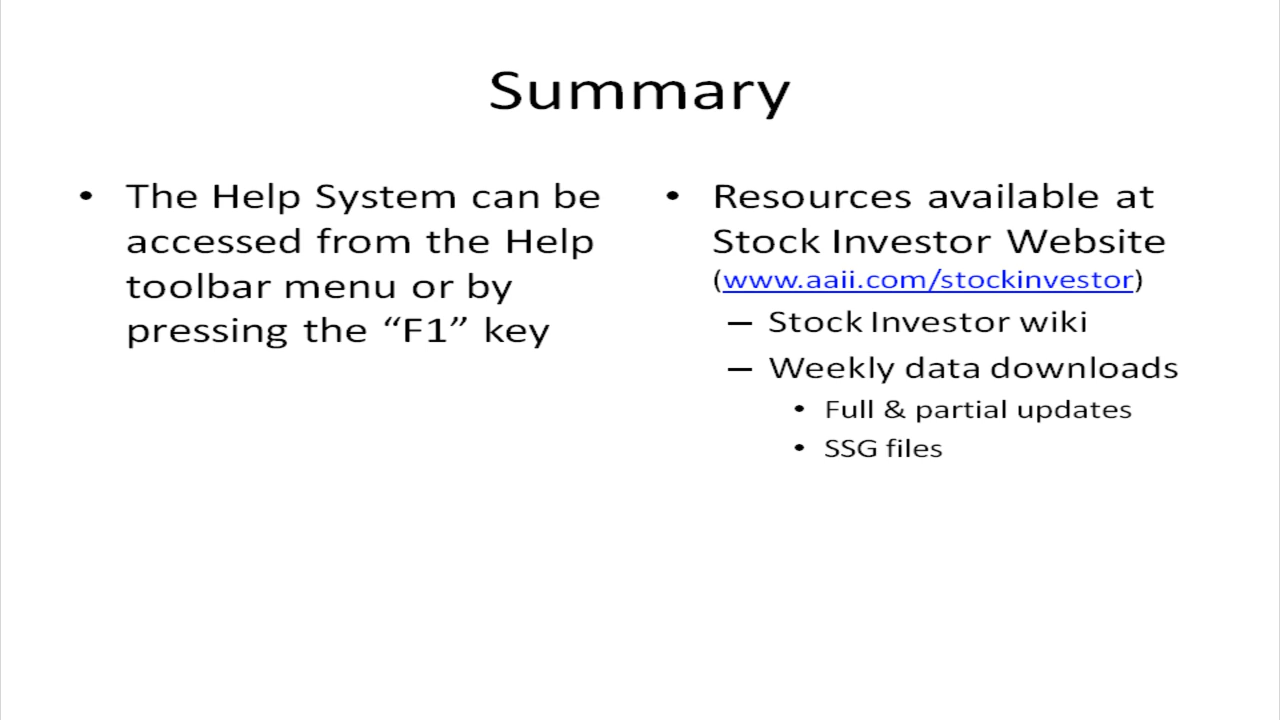 Summary
• The Help System can be
accessed from the Help
toolbar menu or by
pressing the “F1” key
• Resources available at
Stock Investor Website
(www.aaii.com/stockinvestor)
– Stock Investor wiki
– Weekly data downloads
• Full & partial updates
• SSG files